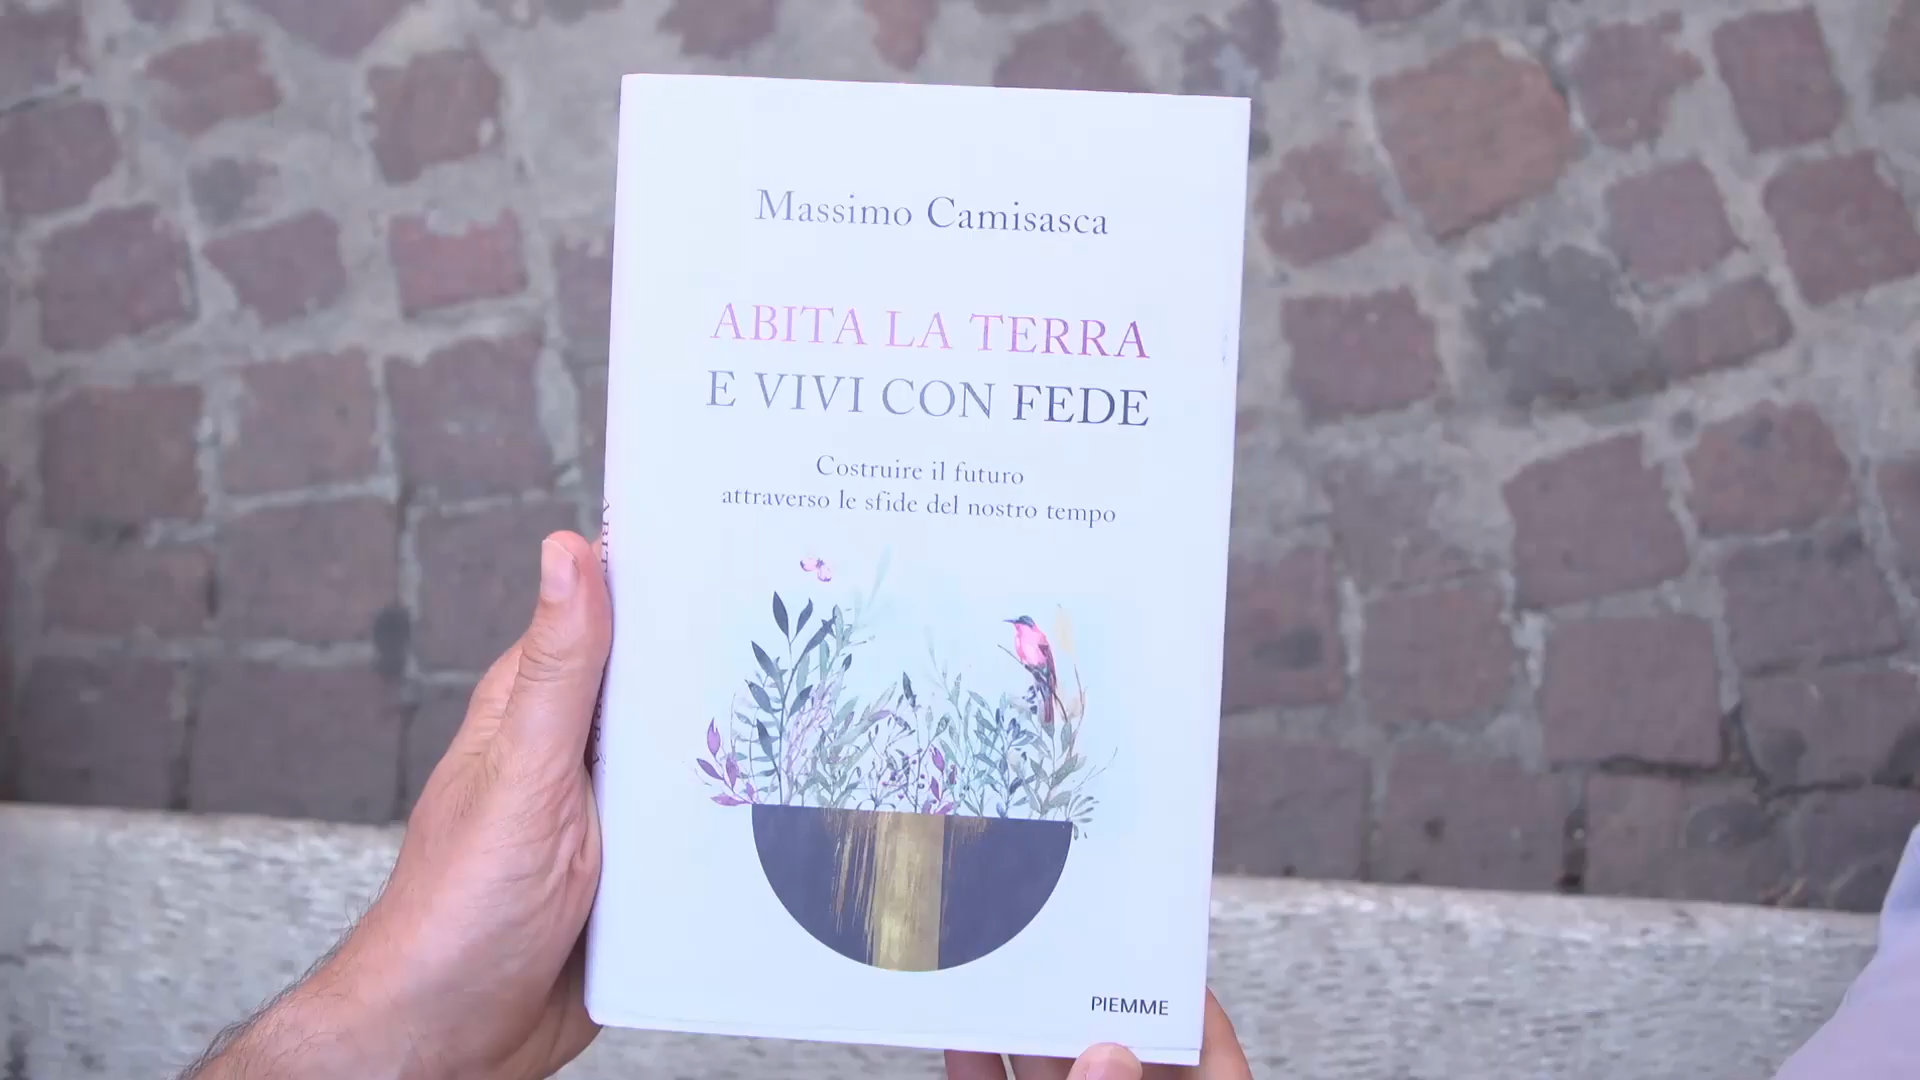 Massimo Camisasca
ABITA LA TERRA
E VIVI CON FEDE
Costruire il futuro
attraverso le sfide del nostro tempo
PIEMME